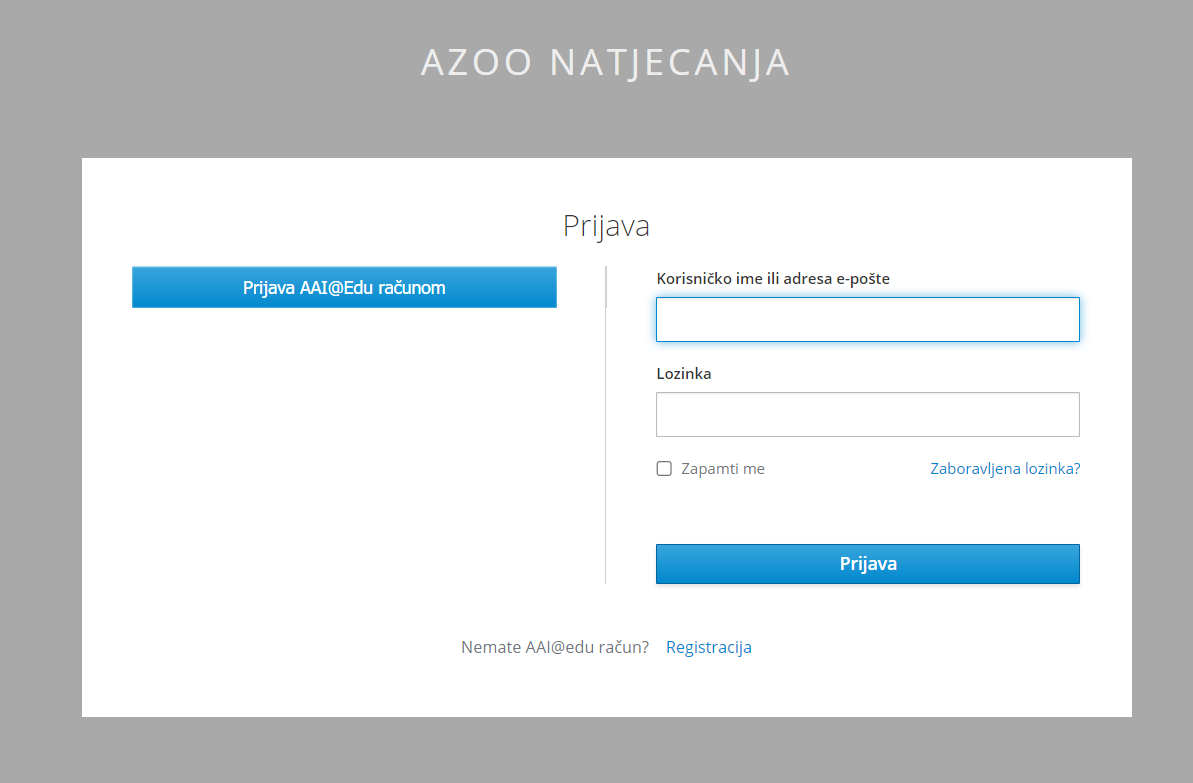 AZOO NATJECANJA
Prijava
Prijava AAI@Edu računom
Korisničko ime ili adresa e-pošte
Lozinka
Zapamti me
Zaboravljena lozinka?
Prijava
Nemate AAI@edu račun? Registracija